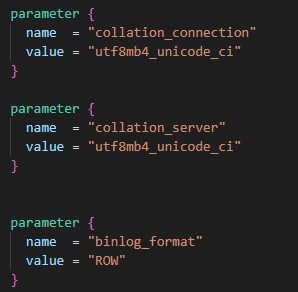 parameter {
  name  = "collation_connection"
  value = "utf8mb4_unicode_ci"
}
parameter {
  name  = "collation_server"
  value = "utf8mb4_unicode_ci"
}
parameter {
  name  = "binlog_format"
  value = "ROW"
}